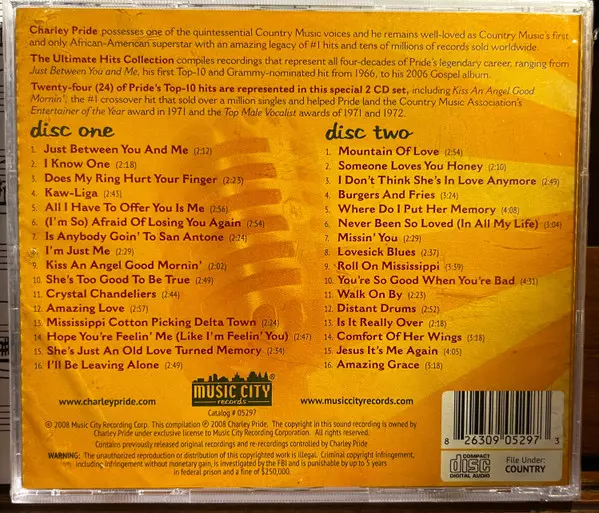 Charley Pride possesses one of the quintessential Country Music voices and he remains well-loved as Country Music's first
and only African-American superstar with an amazing legacy of #1 hits and tens of millions of records sold worldwide.
The Ultimate Hits Collection compiles recordings that represent all four-decades of Pride's legendary career, ranging from
Just Between You and Me, his first Top-10 and Grammy-nominated hit from 1966, to his 2006 Gospel album.
Twenty-four (24) of Pride's Top-10 hits are represented in this special 2 CD set, including Kiss An Angel Good
Mornin', the #1 crossover hit that sold over a million singles and helped Pride land the Country Music Association's
Entertainer of the Year award in 1971 and the Top Male Vocalist awards of 1971 and 1972.
disc one
1. Just Between You And Me (2:12)
2. I Know One (2:18)
3. Does My Ring Hurt Your Finger (2:23)
4. Kaw-Liga (2:43)
5. All I Have To Offer You Is Me (2:56)
6. (I'm So) Afraid Of Losing You Again (2:54)
7. Is Anybody Goin' To San Antone (2:24)
8. I'm Just Me (2:29)
9. Kiss An Angel Good Mornin' (2:02)
10. She's Too Good To Be True (2:49)
11. Crystal Chandeliers (2:44)
12. Amazing Love (2:57)
13. Mississippi Cotton Picking Delta Town (2:24)
14. Hope You're Feelin' Me (Like I'm Feelin' You) (2:47)
15. She's Just An Old Love Turned Memory (2:34)
16. I'll Be Leaving Alone (2:49)
disc two
1. Mountain Of Love (2:54)
2. Someone Loves You Honey (2:10)
3. I Don't Think She's In Love Anymore (2:49)
4. Burgers And Fries (3:24)
5. Where Do I Put Her Memory (4:08)
6. Never Been So Loved (In All My Life) (3:04)
7. Missin' You (2:29)
8. Lovesick Blues (2:37)
9. Roll On Mississippi (3:39)
10. You're So Good When You're Bad (4:31)
11. Walk On By (2:23)
12. Distant Drums (2:53)
13. Is It Really Over (2:18)
14. Comfort Of Her Wings (3:18)
15. Jesus It's Me Again (4:05)
16. Amazing Grace (3:18)
www.charleypride.com
MUSIC CITY
records
Catalog # 05297
www.musiccityrecords.com
℗ 2008 Music City Recording Corp. This compilation ℗ 2008 Charley Pride. The copyright in this sound recording is owned by
Charley Pride under exclusive license to Music City Recording Corporation. All rights reserved.
Contains previously released original recordings and re-recordings controlled by Charley Pride
WARNING: The unauthorized reproduction or distribution of this copyrighted work is illegal. Criminal copyright infringement,
including infringement without monetary gain, is investigated by the FBI and is punishable by up to 5 years
in federal prison and a fine of $250,000.
8 26309 05297 3
COMPACT
disc
DIGITAL AUDIO
File Under:
COUNTRY